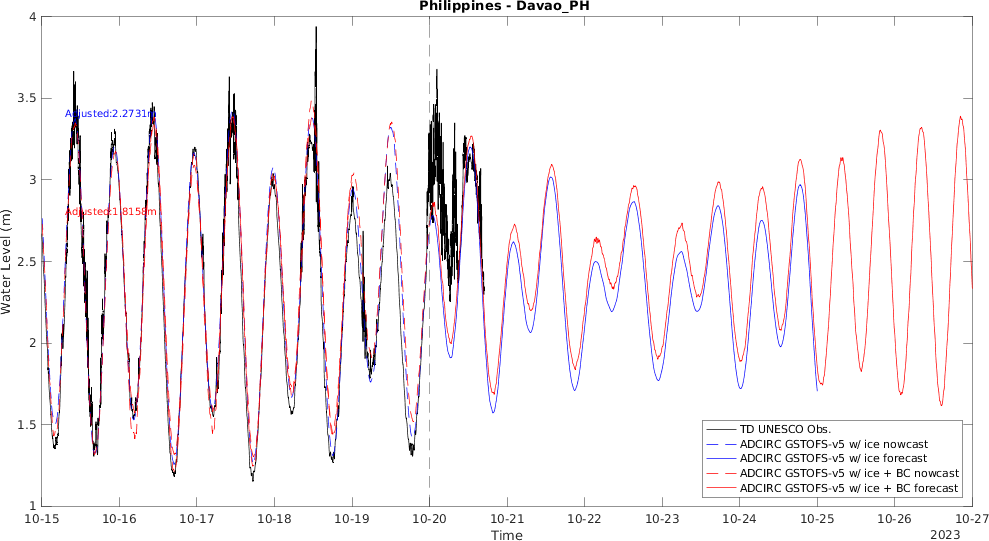 Philippines - Davao_PH
4
3.5
3
2.5
2
1.5
1
Water Level (m)
Adjusted:2.2731m
Adjusted:1.8158m
TD UNESCO Obs.
ADCIRC GSTOFS-v5 w/ ice nowcast
ADCIRC GSTOFS-v5 w/ ice forecast
ADCIRC GSTOFS-v5 w/ ice + BC nowcast
ADCIRC GSTOFS-v5 w/ ice + BC forecast
10-15 10-16 10-17 10-18 10-19 10-20 10-21 10-22 10-23 10-24 10-25 10-26 10-27
Time
2023